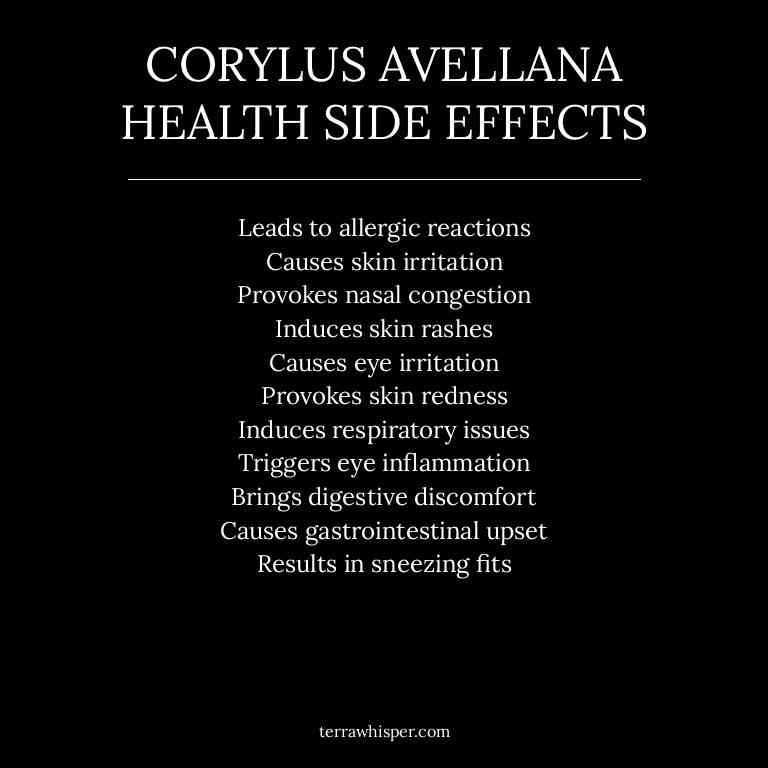 CORYLUS AVELLANA
HEALTH SIDE EFFECTS
Leads to allergic reactions
Causes skin irritation
Provokes nasal congestion
Induces skin rashes
Causes eye irritation
Provokes skin redness
Induces respiratory issues
Triggers eye inflammation
Brings digestive discomfort
Causes gastrointestinal upset
Results in sneezing fits
terrawhisper.com